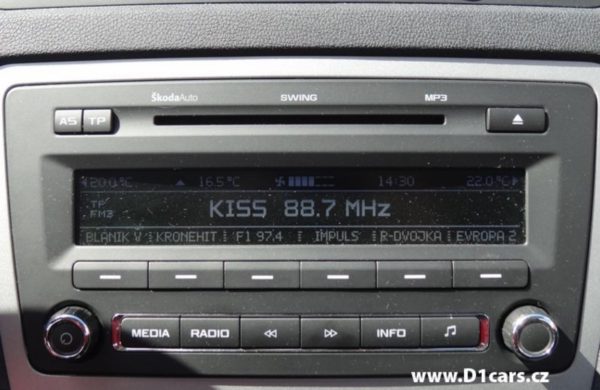 ŠkodaAuto SWING MP3
AS TP
20.0°C 16.5°C 14:30 22.0°C
TP
FM3
KISS 88.7 MHz
BLANIK V KRONEHIT F1 97.4 IMPULS R-DVOJKA EVROPA 2
MEDIA RADIO INFO
www.D1cars.cz